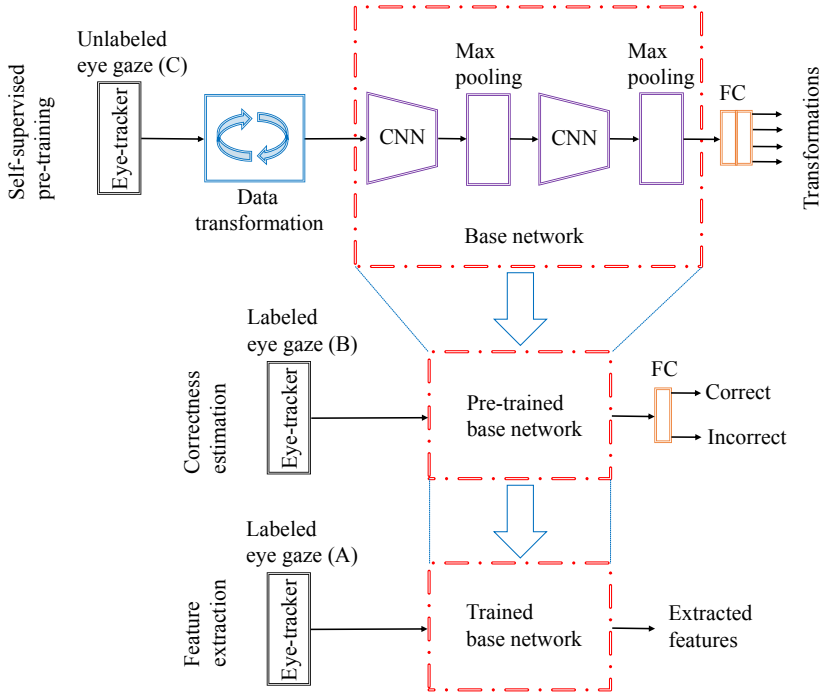 Self-supervised
pre-training
Unlabeled
eye gaze (C)
Eye-tracker
Data
transformation
CNN
Max
pooling
CNN
Max
pooling
Base network
FC
Transformations
Correctness
estimation
Labeled
eye gaze (B)
Eye-tracker
Pre-trained
base network
FC
Correct
Incorrect
Feature
extraction
Labeled
eye gaze (A)
Eye-tracker
Trained
base network
Extracted
features